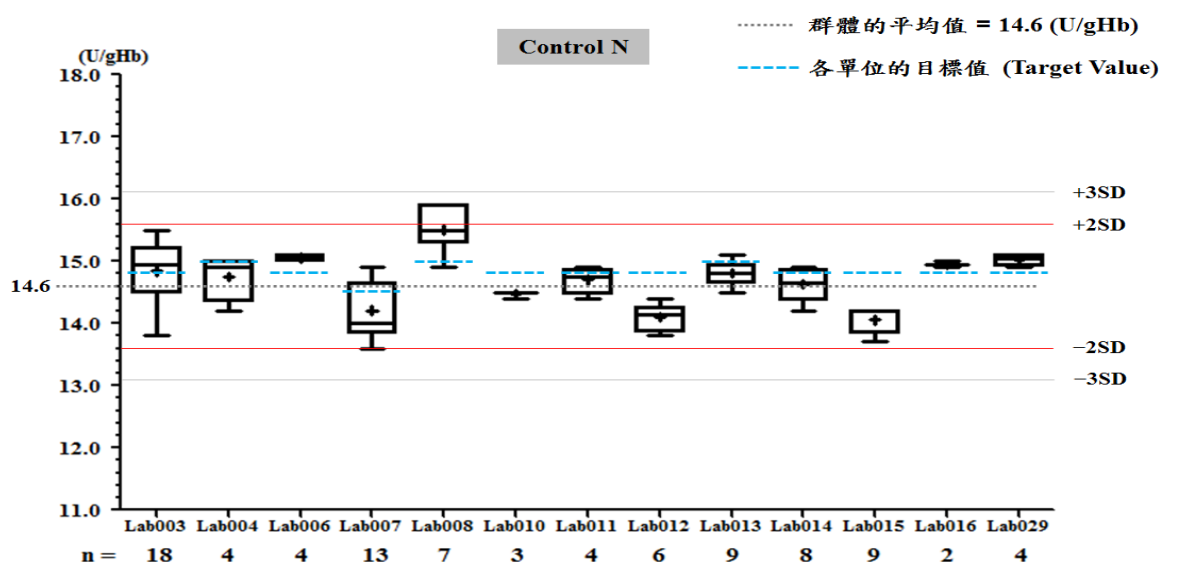 群體的平均值 = 14.6 (U/gHb)
各單位的目標值 (Target Value)
Control N
(U/gHb)
18.0
17.0
16.0
15.0
14.6
14.0
13.0
12.0
11.0
+3SD
+2SD
−2SD
−3SD
Lab003 Lab004 Lab006 Lab007 Lab008 Lab010 Lab011 Lab012 Lab013 Lab014 Lab015 Lab016 Lab029
n = 18 4 4 13 7 3 4 6 9 8 9 2 4